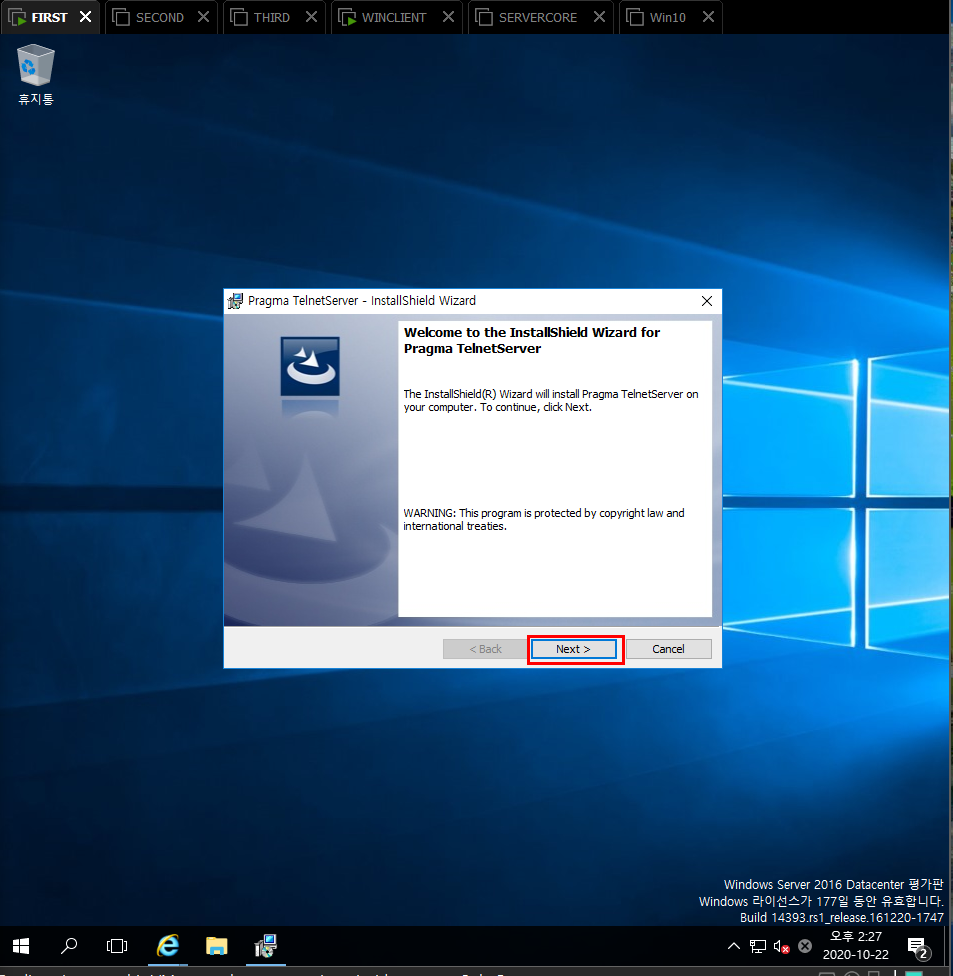 FIRST
SECOND
THIRD
WINCLIENT
SERVERCORE
Win10
휴지통
Pragma TelnetServer - InstallShield Wizard
Welcome to the InstallShield Wizard for
Pragma TelnetServer
The InstallShield(R) Wizard will install Pragma TelnetServer on
your computer. To continue, click Next.
WARNING: This program is protected by copyright law and
international treaties.
< Back
Next >
Cancel
Windows Server 2016 Datacenter 평가판
Windows 라이선스가 177일 동안 유효합니다.
Build 14393.rs1_release.161220-1747
오후 2:27
2020-10-22
2